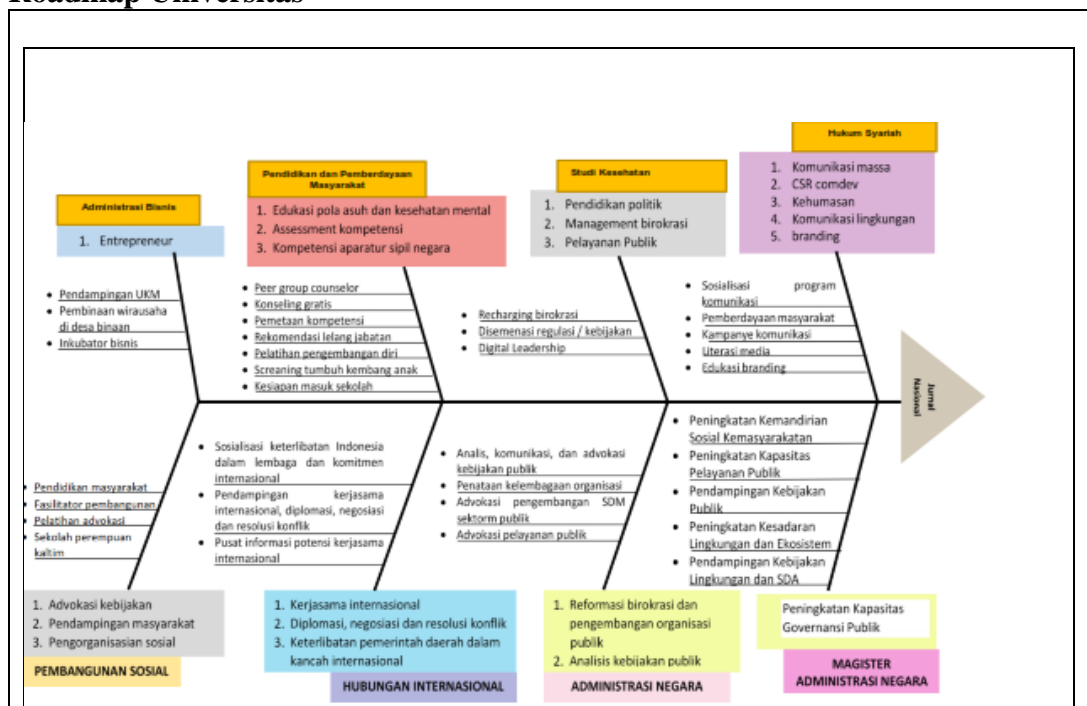 Roadmap Universitas
Hukum Syariah
1. Komunikasi massa
2. CSR comdev
3. Kehumasan
4. Komunikasi lingkungan
5. branding
Pendidikan dan Pemberdayaan
Masyarakat
1. Edukasi pola asuh dan kesehatan mental
2. Assessment kompetensi
3. Kompetensi aparatur sipil negara
Studi Kesehatan
1. Pendidikan politik
2. Management birokrasi
3. Pelayanan Publik
Administrasi Bisnis
1. Entrepreneur
• Pendampingan UKM
• Pembinaan wirausaha
di desa binaan
• Inkubator bisnis
• Peer group counselor
• Konseling gratis
• Pemetaan kompetensi
• Rekomendasi lelang jabatan
• Pelatihan pengembangan diri
• Screaning tumbuh kembang anak
• Kesiapan masuk sekolah
• Recharging birokrasi
• Disemenasi regulasi / kebijakan
• Digital Leadership
• Sosialisasi program
komunikasi
• Pemberdayaan masyarakat
• Kampanye komunikasi
• Literasi media
• Edukasi branding
Jurnal
Nasional
• Pendidikan masyarakat
• Fasilitator pembangunan
• Pelatihan advokasi
• Sekolah perempuan
kaltim
• Sosialisasi keterlibatan Indonesia
dalam lembaga dan komitmen
internasional
• Pendampingan kerjasama
internasional, diplomasi, negosiasi
dan resolusi konflik
• Pusat informasi potensi kerjasama
internasional
• Analis, komunikasi, dan advokasi
kebijakan publik
• Penataan kelembagaan organisasi
• Advokasi pengembangan SDM
sektorm publik
• Advokasi pelayanan publik
• Peningkatan Kemandirian
Sosial Kemasyarakatan
• Peningkatan Kapasitas
Pelayanan Publik
• Pendampingan Kebijakan
Publik
• Peningkatan Kesadaran
Lingkungan dan Ekosistem
• Pendampingan Kebijakan
Lingkungan dan SDA
1. Advokasi kebijakan
2. Pendampingan masyarakat
3. Pengorganisasian sosial
PEMBANGUNAN SOSIAL
1. Kerjasama internasional
2. Diplomasi, negosiasi dan resolusi konflik
3. Keterlibatan pemerintah daerah dalam
kancah internasional
HUBUNGAN INTERNASIONAL
1. Reformasi birokrasi dan
pengembangan organisasi
publik
2. Analisis kebijakan publik
ADMINISTRASI NEGARA
Peningkatan Kapasitas
Governansi Publik
MAGISTER
ADMINISTRASI NEGARA